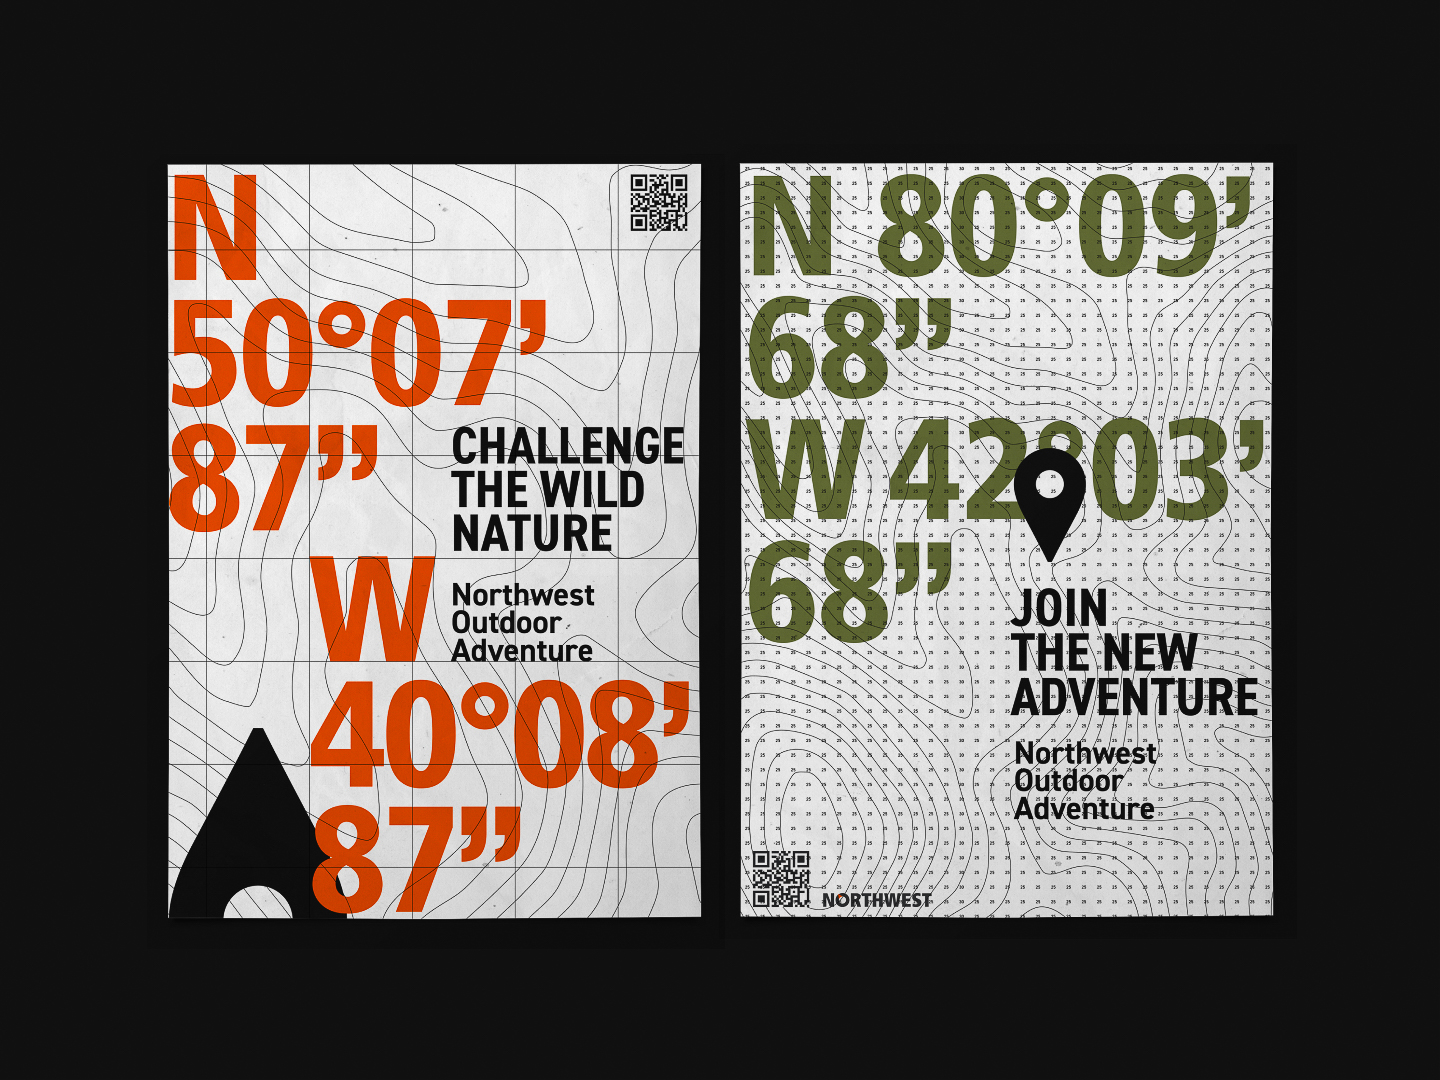 N
50°07’
87”
CHALLENGE
THE WILD
NATURE
W
Northwest
Outdoor
Adventure
40°08’
87”
N 80°09’
68”
W 42°03’
68”
JOIN
THE NEW
ADVENTURE
Northwest
Outdoor
Adventure
NORTHWEST